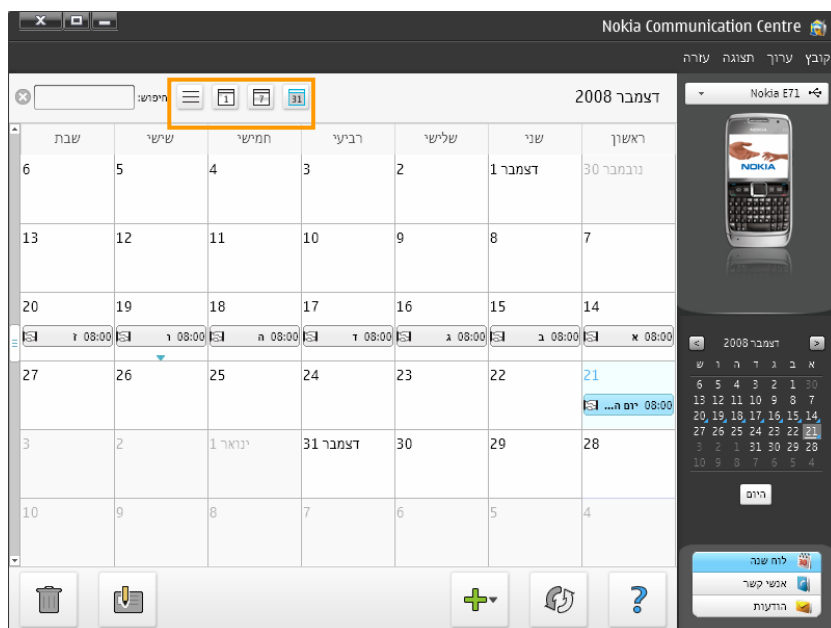 Nokia Communication Centre
קובץ ערוך תצוגה עזרה
Nokia E71
דצמבר 2008
31
7
1
חיפוש:
ראשון שני שלישי רביעי חמישי שישי שבת
נובמבר 30 דצמבר 1 2 3 4 5 6
7 8 9 10 11 12 13
14 15 16 17 18 19 20
08:00 א 08:00 ב 08:00 ג 08:00 ד 08:00 ה 08:00 ו 08:00 ז
21 22 23 24 25 26 27
08:00 יום ה...
28 29 30 דצמבר 31 ינואר 1 2 3
4 5 6 7 8 9 10
NOKIA
NOKIA
דצמבר 2008
א ב ג ד ה ו ש
30 1 2 3 4 5 6
7 8 9 10 11 12 13
14 15 16 17 18 19 20
21 22 23 24 25 26 27
28 29 30 31 1 2 3
4 5 6 7 8 9 10
היום
לוח שנה
אנשי קשר
הודעות